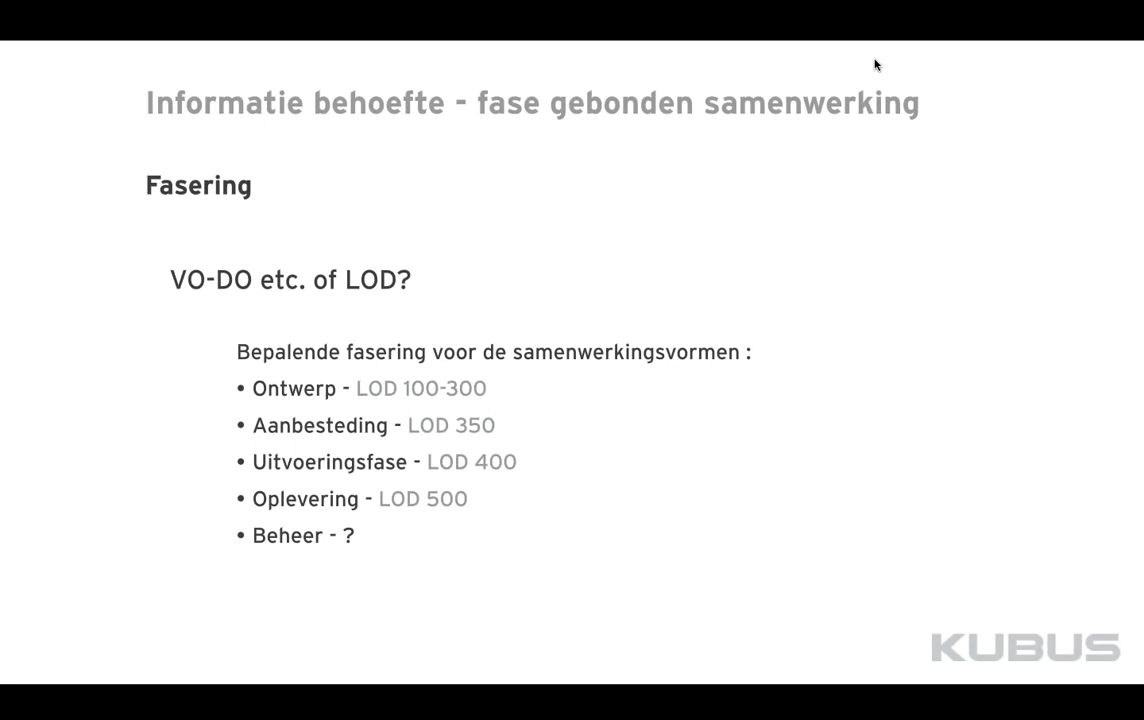 Informatie behoefte - fase gebonden samenwerking
Fasering
VO-DO etc. of LOD?
Bepalende fasering voor de samenwerkingsvormen :
• Ontwerp - LOD 100-300
• Aanbesteding - LOD 350
• Uitvoeringsfase - LOD 400
• Oplevering - LOD 500
• Beheer - ?
KUBUS